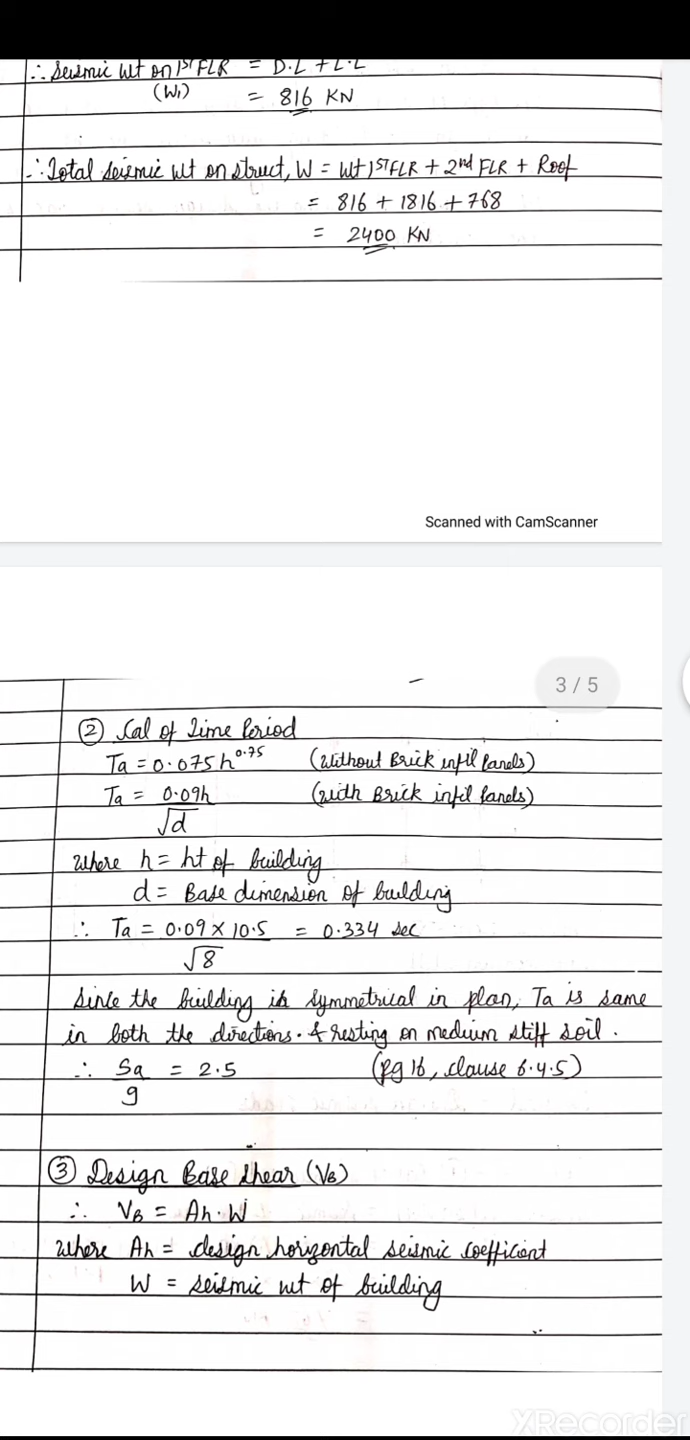 ∴ Seismic wt on 1ST FLR = D.L + L.L
(W1) = 816 KN
∴ Total seismic wt on struct, W = wt 1ST FLR + 2nd FLR + Roof
= 816 + 1816 + 768
= 2400 KN
Scanned with CamScanner
3 / 5
② Cal of Time Period
Ta = 0.075 h^0.75 (Without Brick infil Panels)
Ta = 0.09h / √d (with Brick infil Panels)
where h = ht of building
d = Base dimension of building
∴ Ta = 0.09 × 10.5 / √8 = 0.334 sec
Since the building is symmetrical in plan, Ta is same
in both the directions. & resting on medium stiff soil.
∴ Sa / g = 2.5 (Pg 16, clause 6.4.5)
③ Design Base Shear (VB)
∴ VB = Ah . W
where Ah = design horizontal seismic coefficient
W = seismic wt of building
XRecorder